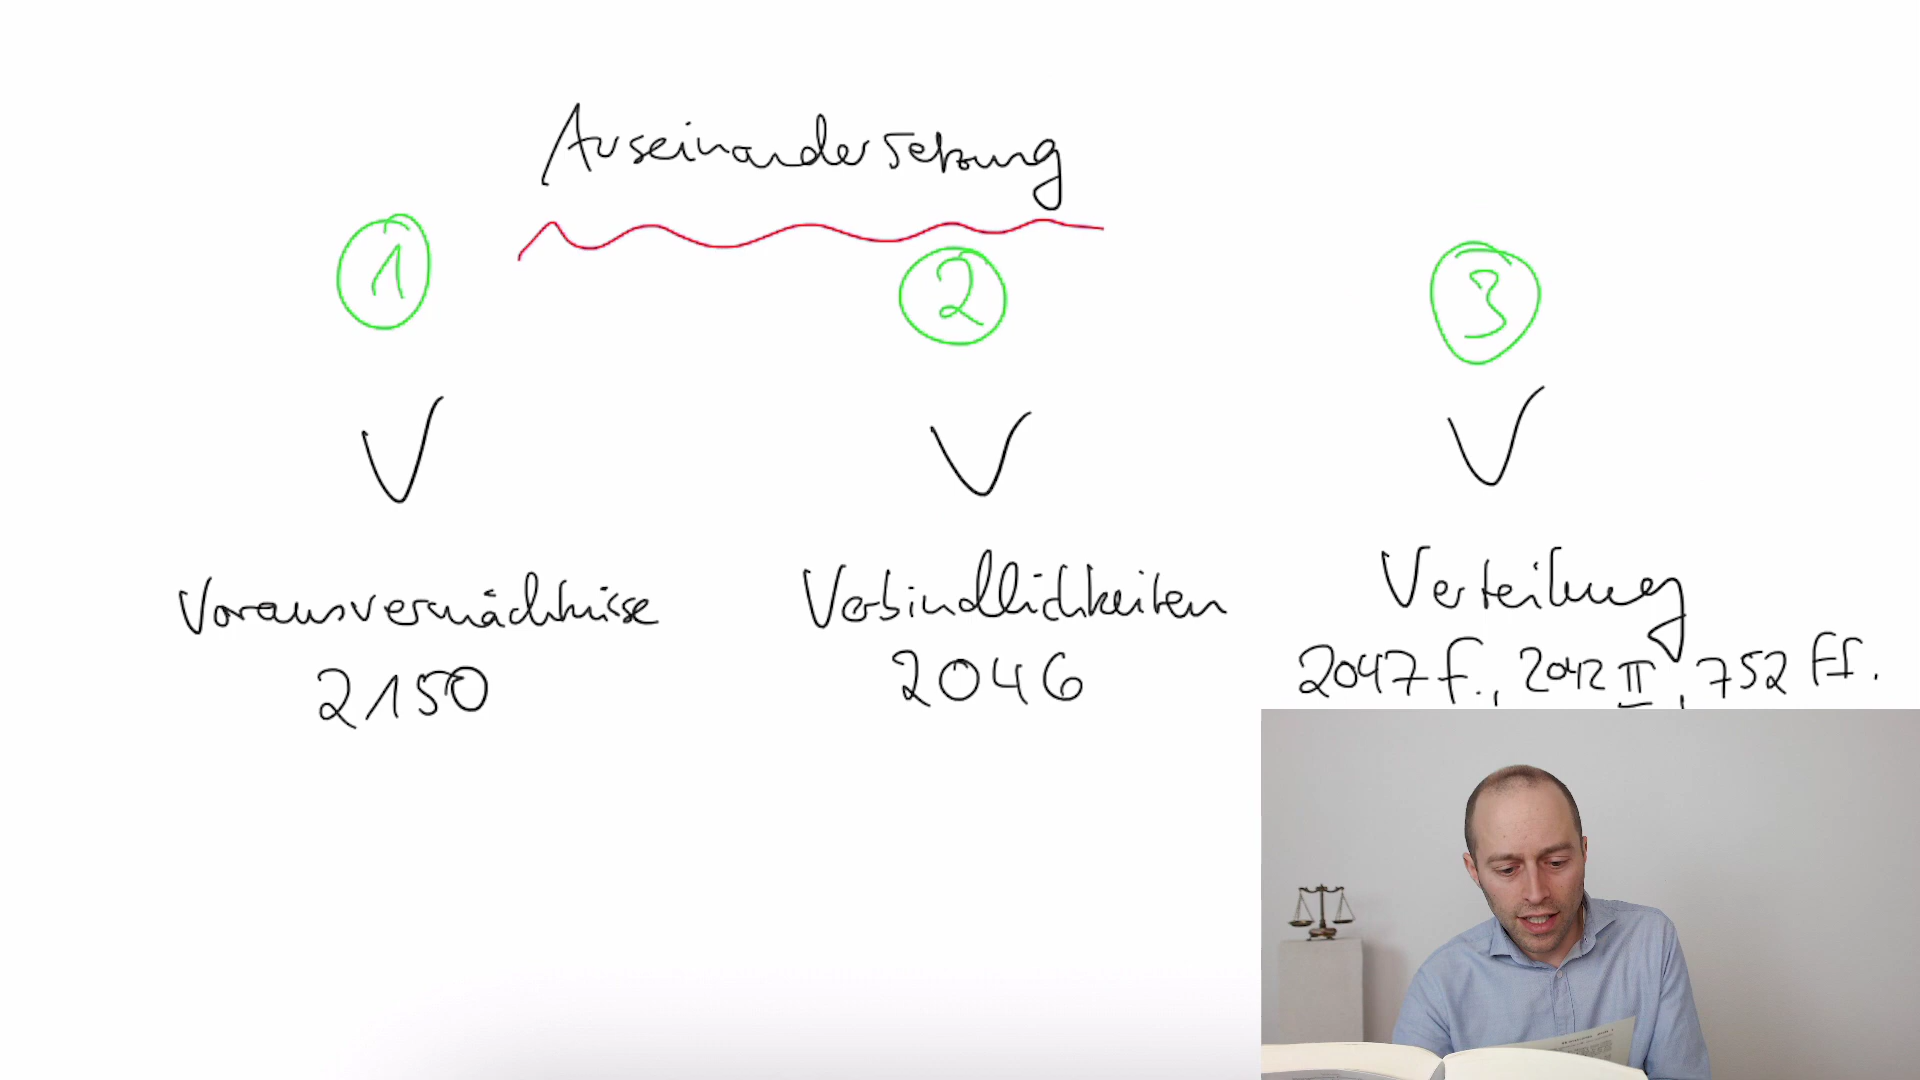 Auseinandersetzung
1
2
3
Vorausvermächtnisse
2150
Verbindlichkeiten
2046
Verteilung
2047 f., 2042 II, 752 ff.